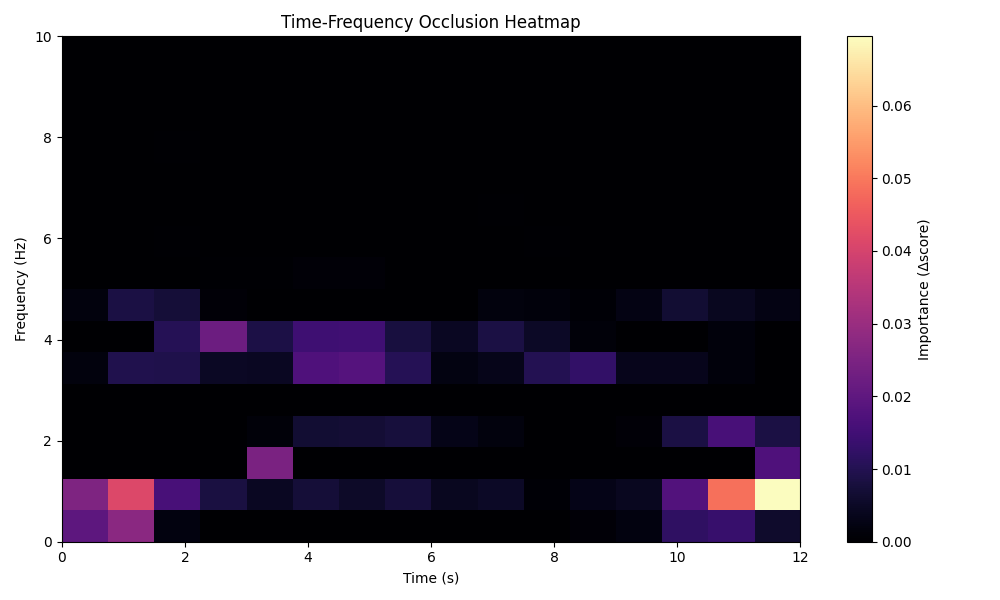 Time-Frequency Occlusion Heatmap
10
8
6
4
2
0
Frequency (Hz)
0 2 4 6 8 10 12
Time (s)
0.06
0.05
0.04
0.03
0.02
0.01
0.00
Importance (Δscore)